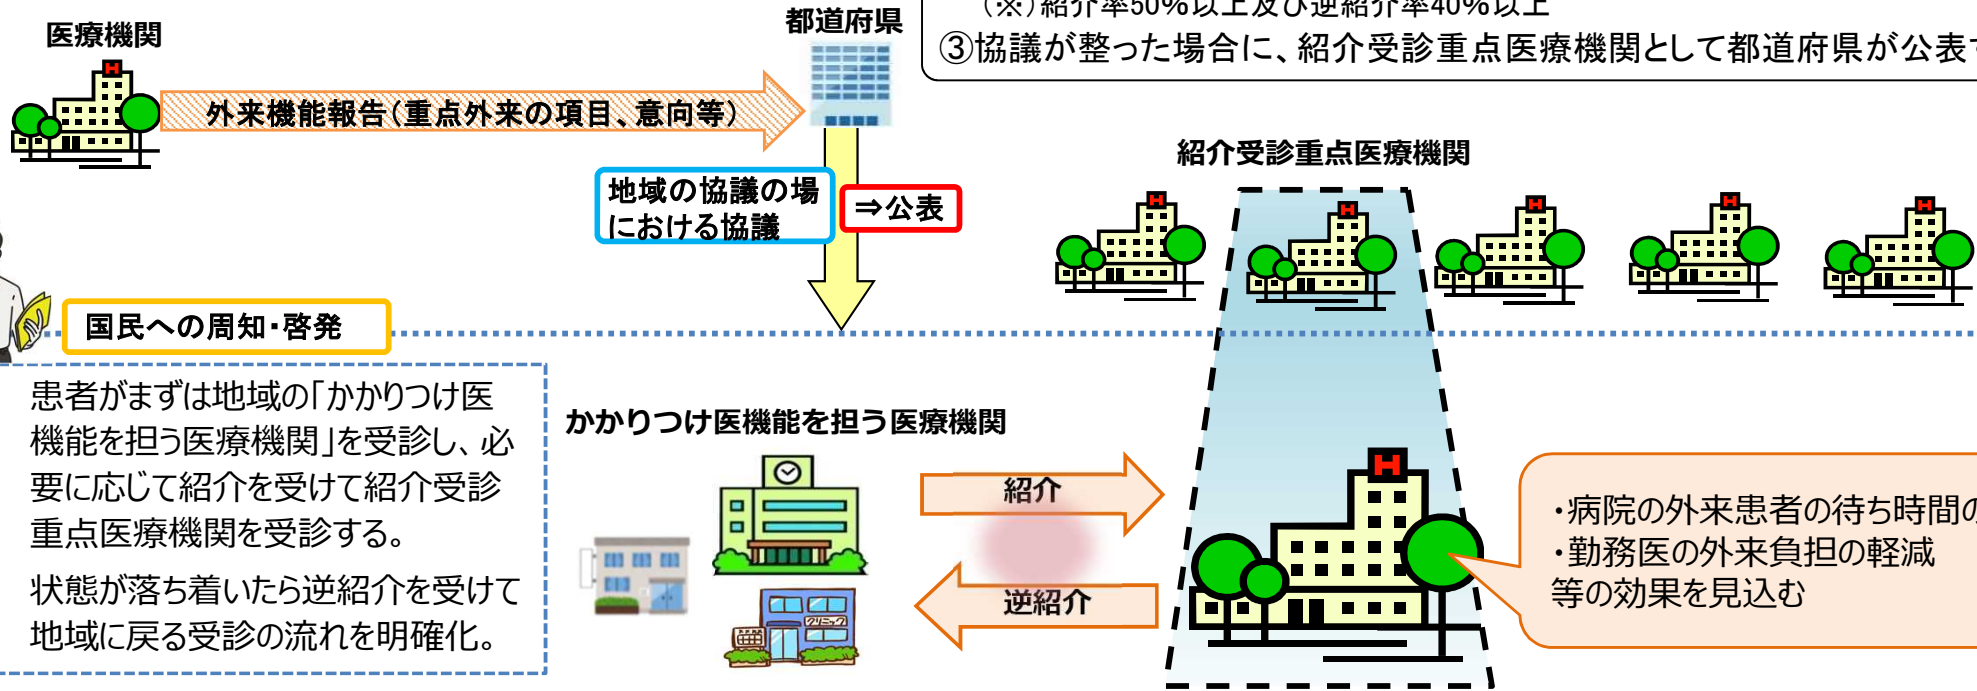 (※)紹介率50%以上及び逆紹介率40%以上
③協議が整った場合に、紹介受診重点医療機関として都道府県が公表
医療機関
都道府県
外来機能報告(重点外来の項目、意向等)
地域の協議の場
における協議
⇒公表
紹介受診重点医療機関
国民への周知・啓発
患者がまずは地域の「かかりつけ医
機能を担う医療機関」を受診し、必
要に応じて紹介を受けて紹介受診
重点医療機関を受診する。
状態が落ち着いたら逆紹介を受けて
地域に戻る受診の流れを明確化。
かかりつけ医機能を担う医療機関
クリニック
紹介
逆紹介
・病院の外来患者の待ち時間の
・勤務医の外来負担の軽減
等の効果を見込む
H
H
H
H
H
H
H